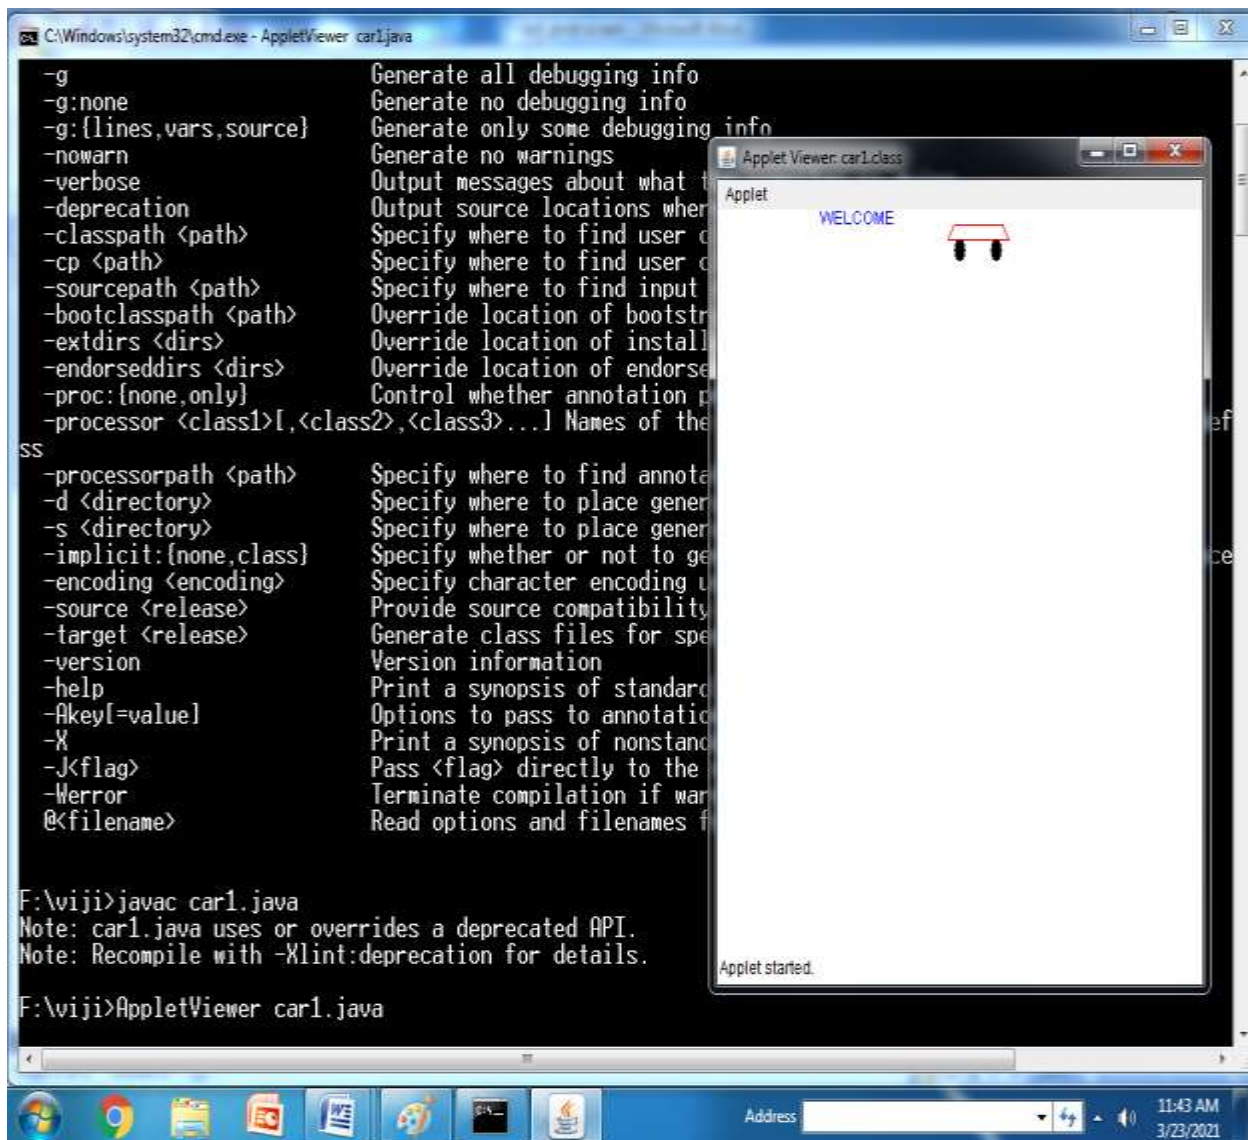 C:\Windows\system32\cmd.exe - AppletViewer car1.java
-g Generate all debugging info
-g:none Generate no debugging info
-g:{lines,vars,source} Generate only some debugging info
-nowarn Generate no warnings
-verbose Output messages about what t
-deprecation Output source locations wher
-classpath <path> Specify where to find user c
-cp <path> Specify where to find user c
-sourcepath <path> Specify where to find input
-bootclasspath <path> Override location of bootstr
-extdirs <dirs> Override location of install
-endorseddirs <dirs> Override location of endorse
-proc:{none,only} Control whether annotation p
-processor <class1>[,<class2>,<class3>...] Names of the ef
ss
-processorpath <path> Specify where to find annota
-d <directory> Specify where to place gener
-s <directory> Specify where to place gener
-implicit:{none,class} Specify whether or not to ge ce
-encoding <encoding> Specify character encoding u
-source <release> Provide source compatibility
-target <release> Generate class files for spe
-version Version information
-help Print a synopsis of standard
-Akey[=value] Options to pass to annotatio
-X Print a synopsis of nonstand
-J<flag> Pass <flag> directly to the
-Werror Terminate compilation if war
@<filename> Read options and filenames f
F:\viji>javac car1.java
Note: car1.java uses or overrides a deprecated API.
Note: Recompile with -Xlint:deprecation for details.
F:\viji>AppletViewer car1.java
Applet Viewer: car1.class
Applet
WELCOME
Applet started.
Address
11:43 AM
3/23/2021